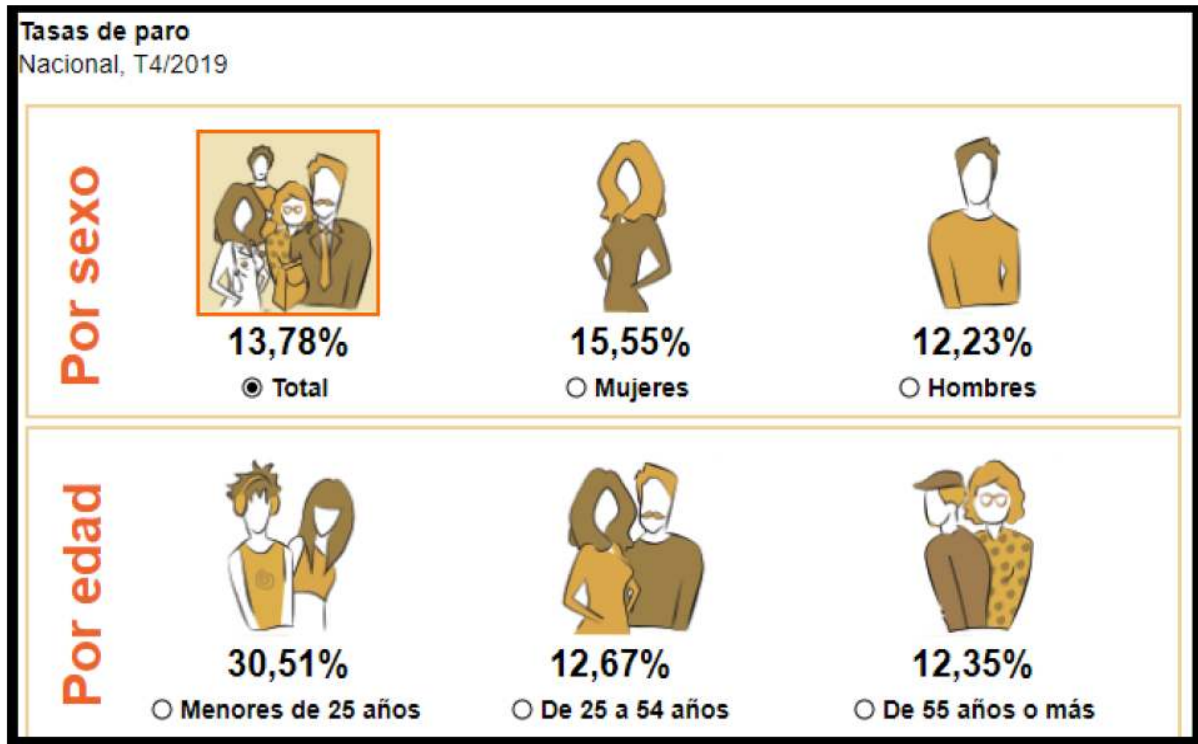 Tasas de paro
Nacional, T4/2019
Por sexo
13,78%
Total
15,55%
Mujeres
12,23%
Hombres
Por edad
30,51%
Menores de 25 años
12,67%
De 25 a 54 años
12,35%
De 55 años o más